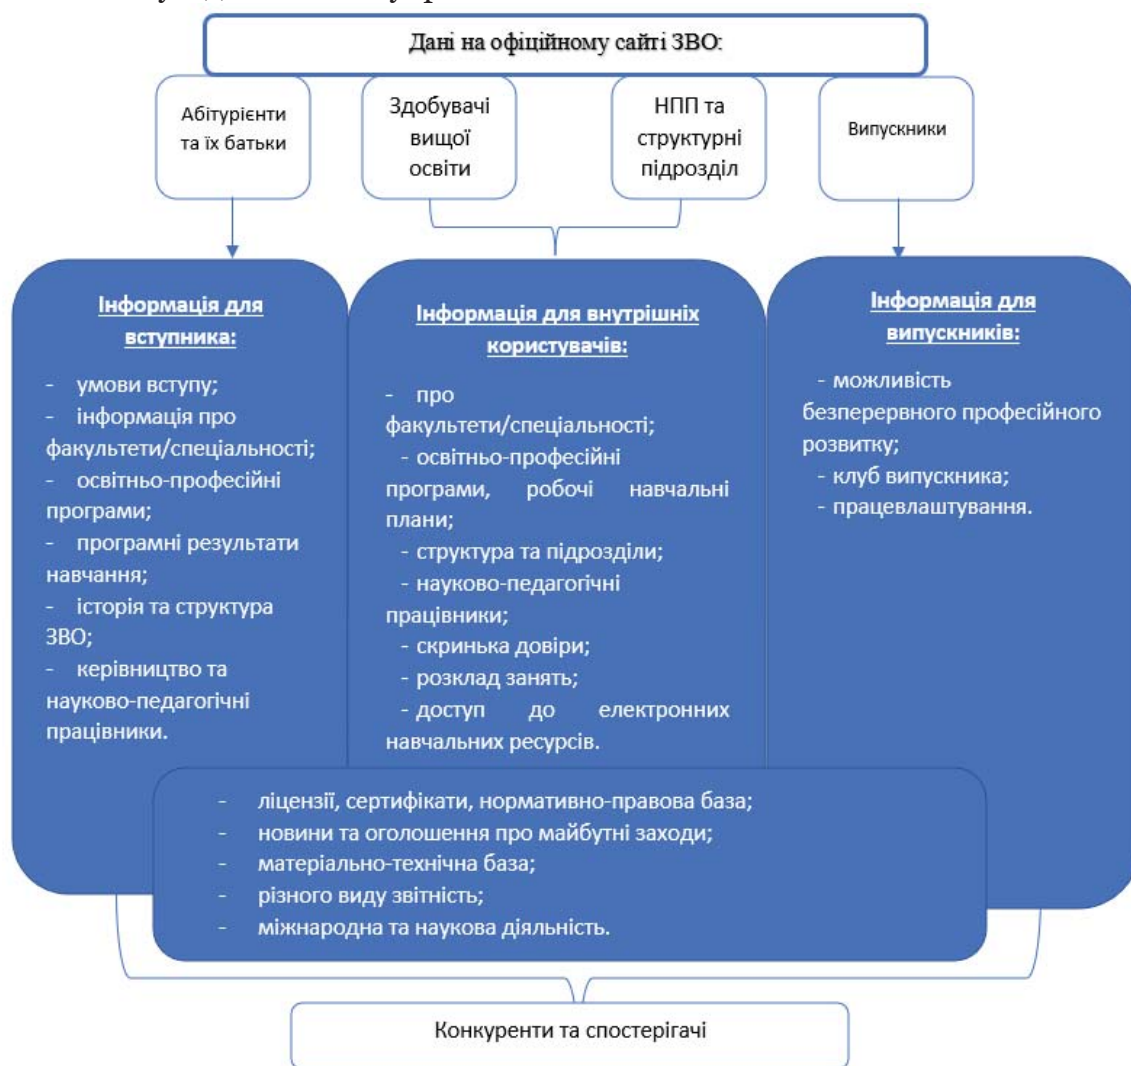 Дані на офіційному сайті ЗВО:
Абітурієнти
та їх батьки
Здобувачі
вищої
освіти
НПП та
структурні
підрозділ
Випускники
Інформація для
вступника:
- умови вступу;
- інформація про
факультети/спеціальності;
- освітньо-професійні
програми;
- програмні результати
навчання;
- історія та структура
ЗВО;
- керівництво та
науково-педагогічні
працівники.
Інформація для внутрішніх
користувачів:
- про
факультети/спеціальності;
- освітньо-професійні
програми, робочі навчальні
плани;
- структура та підрозділи;
- науково-педагогічні
працівники;
- скринька довіри;
- розклад занять;
- доступ до електронних
навчальних ресурсів.
Інформація для
випускників:
- можливість
безперервного професійного
розвитку;
- клуб випускника;
- працевлаштування.
- ліцензії, сертифікати, нормативно-правова база;
- новини та оголошення про майбутні заходи;
- матеріально-технічна база;
- різного виду звітність;
- міжнародна та наукова діяльність.
Конкуренти та спостерігачі